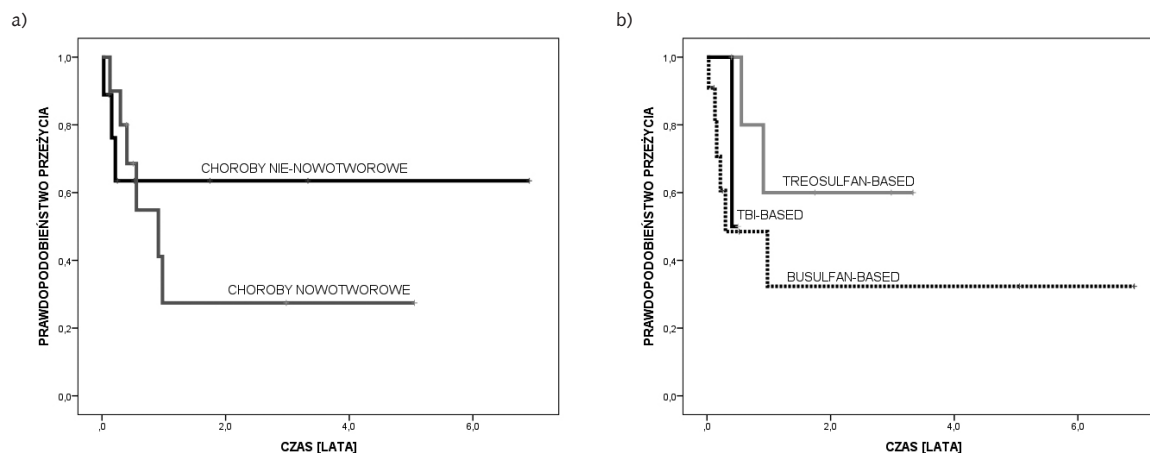 a)
PRAWDOPODOBIEŃSTWO PRZEŻYCIA
1,0
0,8
0,6
0,4
0,2
0,0
CHOROBY NIE-NOWOTWOROWE
CHOROBY NOWOTWOROWE
,0
2,0
4,0
6,0
CZAS [LATA]
b)
PRAWDOPODOBIEŃSTWO PRZEŻYCIA
1,0
0,8
0,6
0,4
0,2
0,0
TREOSULFAN-BASED
TBI-BASED
BUSULFAN-BASED
,0
2,0
4,0
6,0
CZAS [LATA]